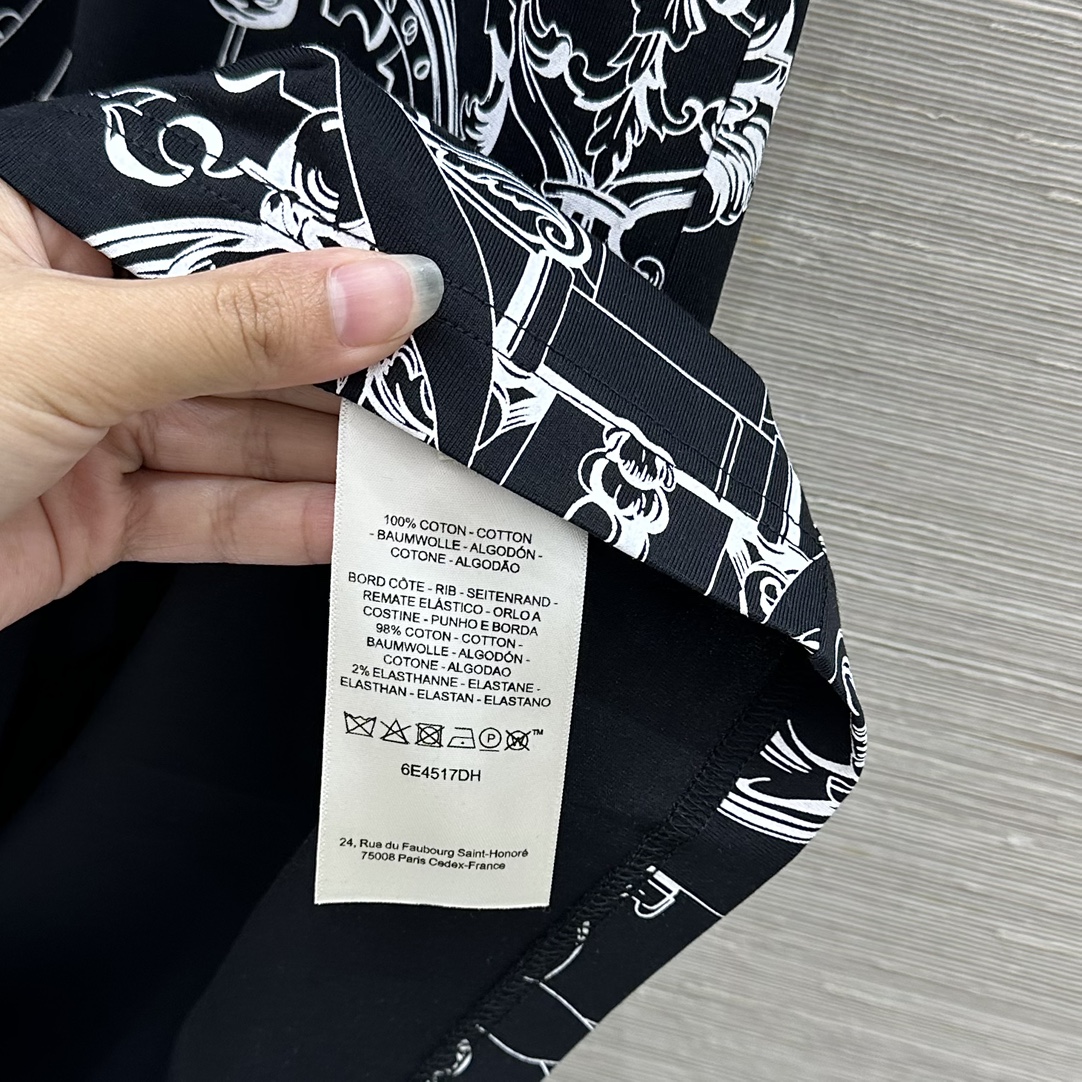 100% COTON - COTTON
- BAUMWOLLE - ALGODÓN -
COTONE - ALGODÃO
BORD CÔTE - RIB - SEITENRAND -
REMATE ELÁSTICO - ORLO A
COSTINE - PUNHO E BORDA
98% COTON - COTTON -
BAUMWOLLE - ALGODÓN -
COTONE - ALGODAO
2% ELASTHANNE - ELASTANE -
ELASTHAN - ELASTAN - ELASTANO
P W ™
6E4517DH
24, Rue du Faubourg Saint-Honoré
75008 Paris Cedex-France